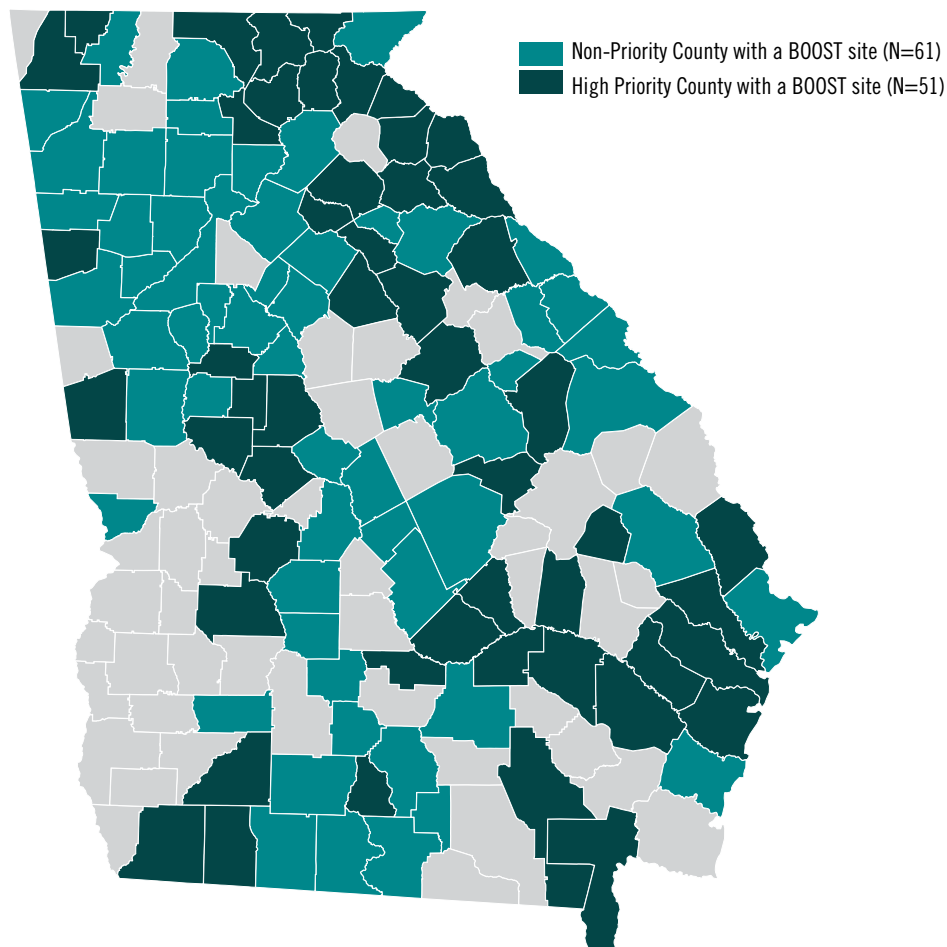 Non-Priority County with a BOOST site (N=61)
High Priority County with a BOOST site (N=51)